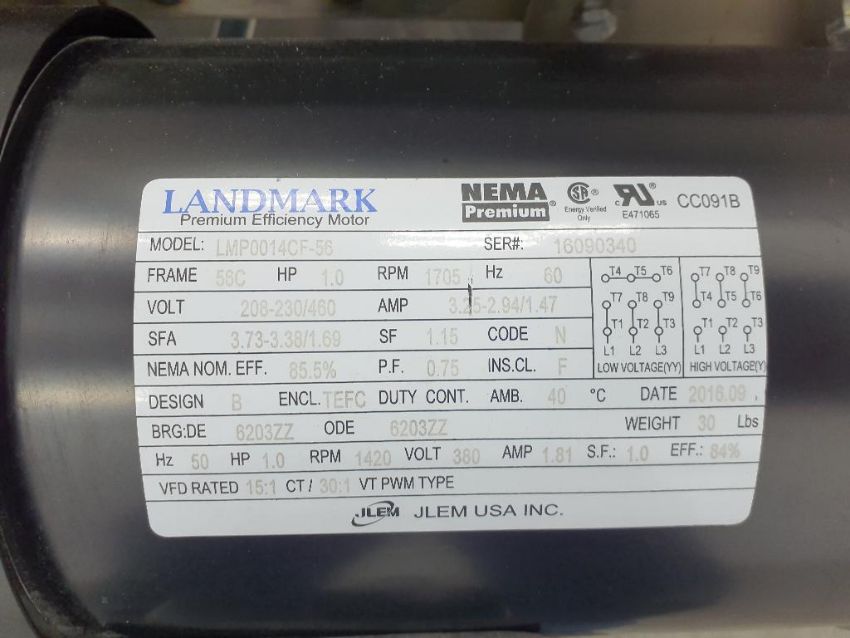 LANDMARK
Premium Efficiency Motor
NEMA Premium®
SA Energy Verified Only
RU US E471065
CC091B
MODEL: LMP0014CF-56 SER#: 16090340
FRAME 56C HP 1.0 RPM 1705 Hz 60
VOLT 208-230/460 AMP 3.25-2.94/1.47
SFA 3.73-3.38/1.69 SF 1.15 CODE N
NEMA NOM. EFF. 85.5% P.F. 0.75 INS.CL. F
T4 T5 T6
T7 T8 T9
T1 T2 T3
L1 L2 L3
LOW VOLTAGE(YY)
T7 T8 T9
T4 T5 T6
T1 T2 T3
L1 L2 L3
HIGH VOLTAGE(Y)
DESIGN B ENCL. TEFC DUTY CONT. AMB. 40 °C DATE 2016.09
BRG:DE 6203ZZ ODE 6203ZZ WEIGHT 30 Lbs
Hz 50 HP 1.0 RPM 1420 VOLT 380 AMP 1.81 S.F.: 1.0 EFF.: 84%
VFD RATED 15:1 CT / 30:1 VT PWM TYPE
JLEM JLEM USA INC.